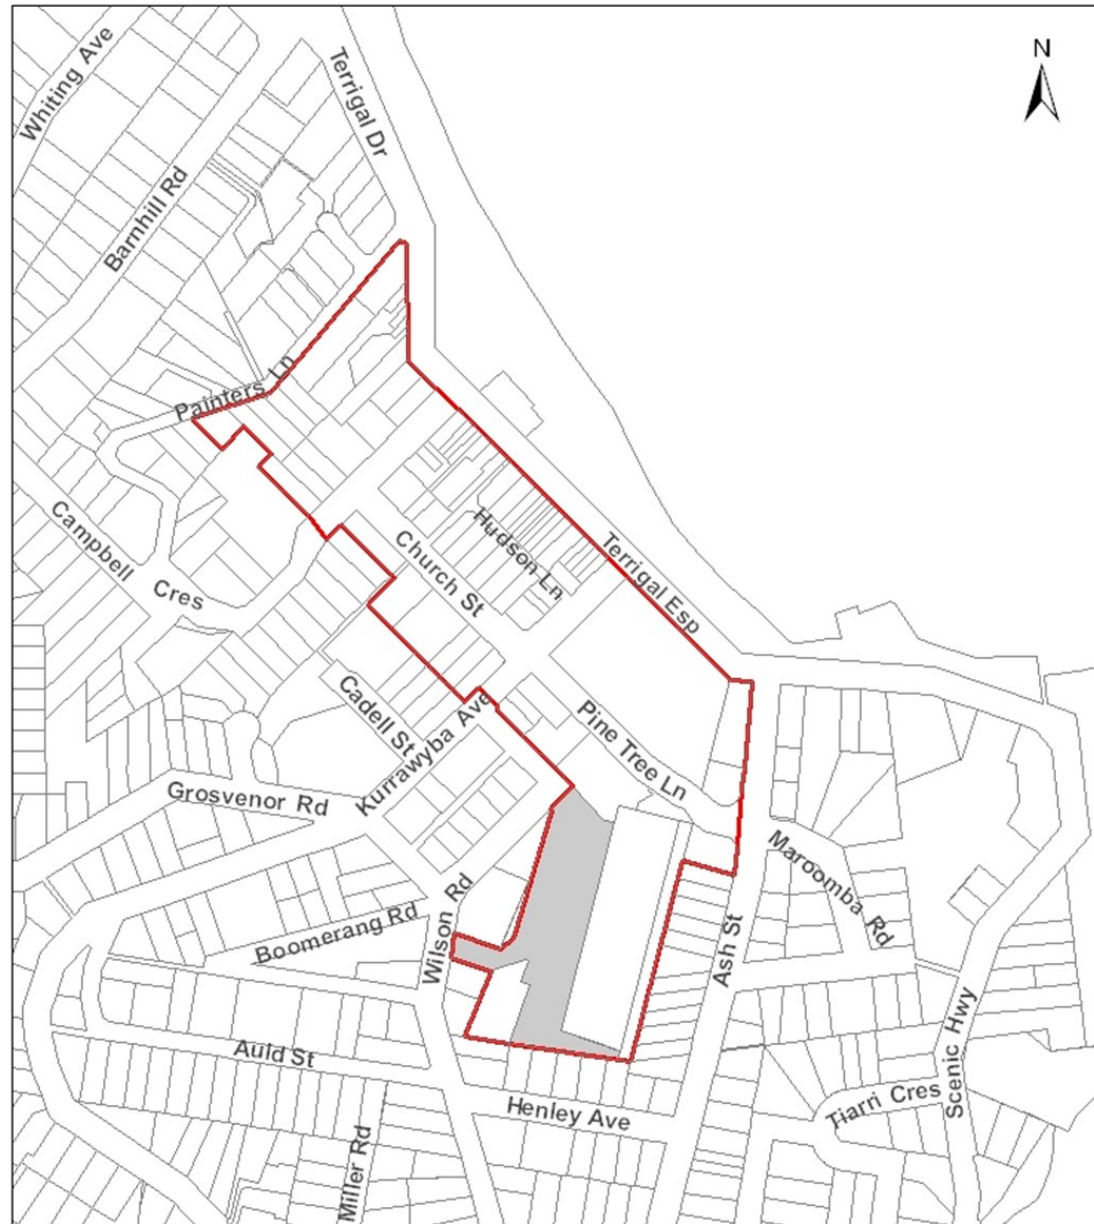 N
Whiting Ave
Terrigal Dr
Barnhill Rd
Painters Ln
Campbell Cres
Church St
Hudson Ln
Terrigal Esp
Cadell St
Kurrawyba Ave
Pine Tree Ln
Grosvenor Rd
Maroomba Rd
Boomerang Rd
Wilson Rd
Ash St
Scenic Hwy
Auld St
Tiarri Cres
Henley Ave
Miller Rd